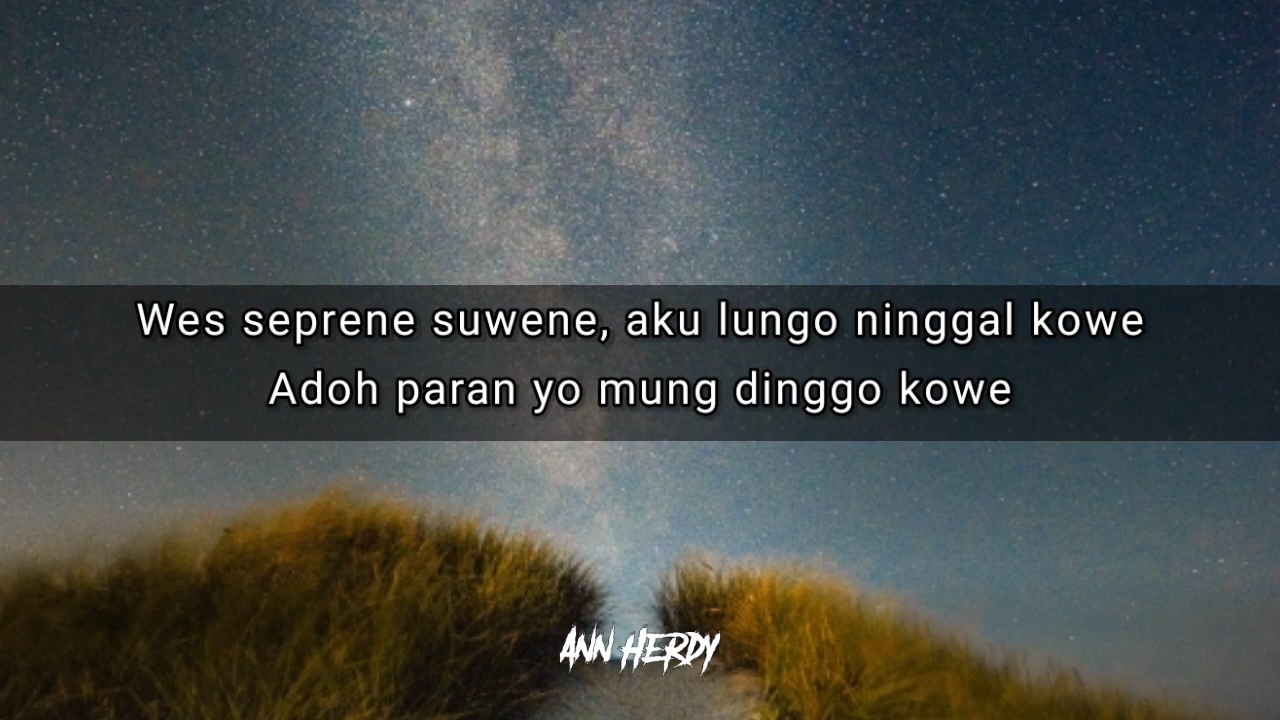 Wes seprene suwene, aku lungo ninggal kowe
Adoh paran yo mung dinggo kowe
ANN HERDY